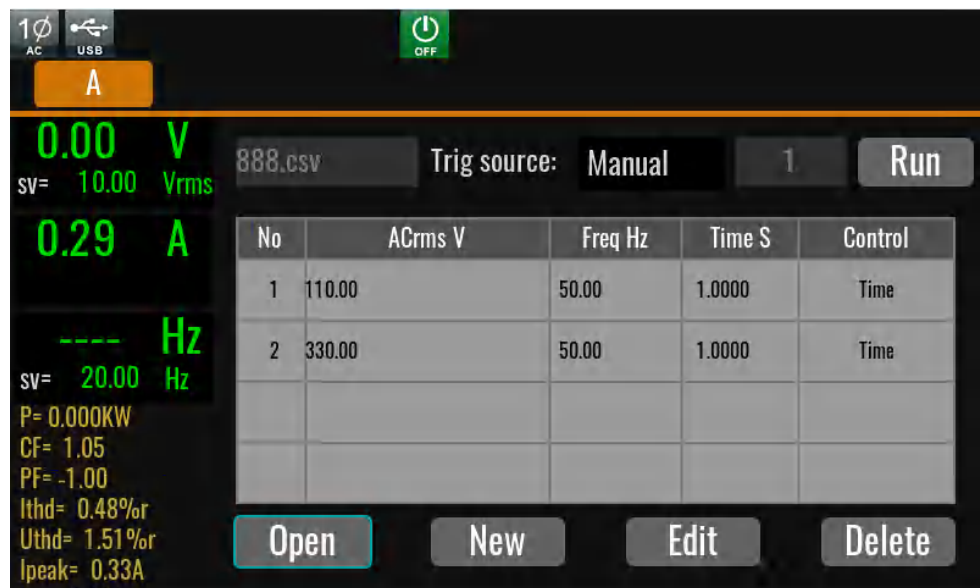 1Ø
AC
USB
OFF
A
0.00 V
sv= 10.00 Vrms
0.29 A
---- Hz
sv= 20.00 Hz
P= 0.000KW
CF= 1.05
PF= -1.00
Ithd= 0.48%r
Uthd= 1.51%r
Ipeak= 0.33A
888.csv Trig source: Manual 1 Run
No ACrms V Freq Hz Time S Control
1 110.00 50.00 1.0000 Time
2 330.00 50.00 1.0000 Time
Open New Edit Delete